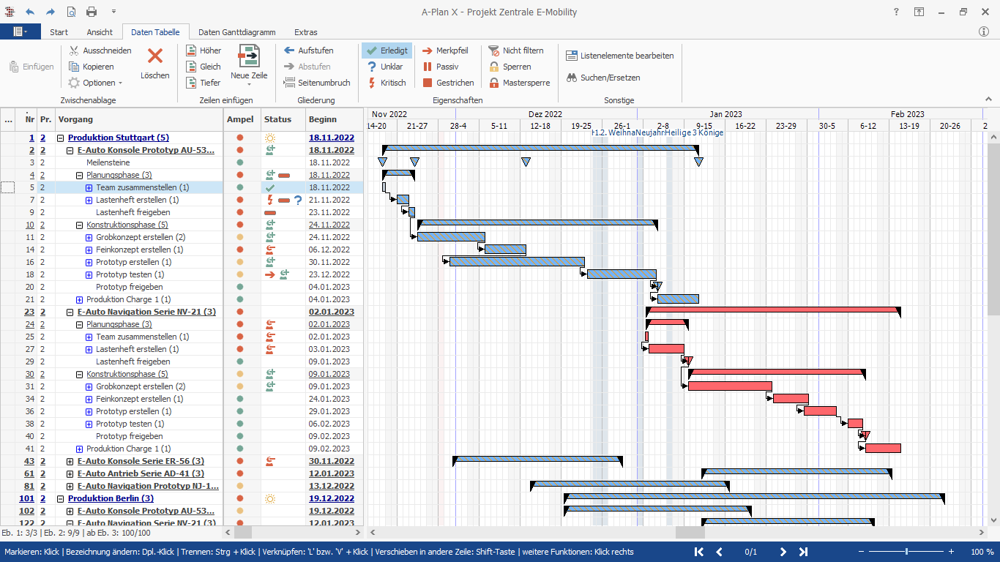 A-Plan X - Projekt Zentrale E-Mobility
Start Ansicht Daten Tabelle Daten Ganttdiagramm Extras
Einfügen
Ausschneiden
Kopieren
Optionen
Löschen
Zwischenablage
Höher
Gleich
Tiefer
Neue Zeile
Zeilen einfügen
Aufstufen
Abstufen
Seitenumbruch
Gliederung
Erledigt
Unklar
Kritisch
Merkpfeil
Passiv
Gestrichen
Nicht filtern
Sperren
Mastersperre
Eigenschaften
Listenelemente bearbeiten
Suchen/Ersetzen
Sonstige
... Nr Pr. Vorgang Ampel Status Beginn
Nov 2022 Dez 2022 Jan 2023 Feb 2023
14-20 21-27 28-4 5-11 12-18 19-25 26-1 2-8 9-15 16-22 23-29 30-5 6-12 13-19 20-26 2
1 2 Produktion Stuttgart (5) 18.11.2022
2 2 E-Auto Konsole Prototyp AU-53... 18.11.2022
3 2 Meilensteine 18.11.2022
4 2 Planungsphase (3) 18.11.2022
5 2 Team zusammenstellen (1) 18.11.2022
7 2 Lastenheft erstellen (1) 21.11.2022
9 2 Lastenheft freigeben 23.11.2022
10 2 Konstruktionsphase (5) 24.11.2022
11 2 Grobkonzept erstellen (2) 24.11.2022
14 2 Feinkonzept erstellen (1) 06.12.2022
16 2 Prototyp erstellen (1) 30.11.2022
18 2 Prototyp testen (1) 23.12.2022
20 2 Prototyp freigeben 04.01.2023
21 2 Produktion Charge 1 (1) 04.01.2023
23 2 E-Auto Navigation Serie NV-21 (3) 02.01.2023
24 2 Planungsphase (3) 02.01.2023
25 2 Team zusammenstellen (1) 02.01.2023
27 2 Lastenheft erstellen (1) 03.01.2023
29 2 Lastenheft freigeben 09.01.2023
30 2 Konstruktionsphase (5) 09.01.2023
31 2 Grobkonzept erstellen (2) 09.01.2023
34 2 Feinkonzept erstellen (1) 24.01.2023
36 2 Prototyp erstellen (1) 29.01.2023
38 2 Prototyp testen (1) 06.02.2023
40 2 Prototyp freigeben 09.02.2023
41 2 Produktion Charge 1 (1) 09.02.2023
43 2 E-Auto Konsole Serie ER-56 (3) 30.11.2022
61 2 E-Auto Antrieb Serie AD-41 (3) 12.01.2023
81 2 E-Auto Navigation Prototyp NJ-1... 13.12.2022
101 2 Produktion Berlin (3) 19.12.2022
102 2 E-Auto Konsole Prototyp AU-53... 19.12.2022
122 2 E-Auto Navigation Serie NV-21 (3) 12.01.2023
Neujahr Heilige 3 Könige
Eb. 1: 3/3 | Eb. 2: 9/9 | ab Eb. 3: 100/100
Markieren: Klick | Bezeichnung ändern: Dpl.-Klick | Trennen: Strg + Klick | Verknüpfen: 'L' bzw. 'V' + Klick | Verschieben in andere Zeile: Shift-Taste | weitere Funktionen: Klick rechts
0/1
100 %